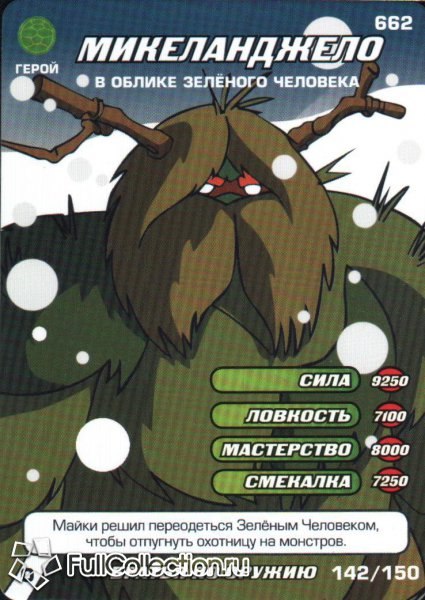 662
МИКЕЛАНДЖЕЛО
ГЕРОЙ
В ОБЛИКЕ ЗЕЛЁНОГО ЧЕЛОВЕКА
СИЛА 9250
ЛОВКОСТЬ 7100
МАСТЕРСТВО 8000
СМЕКАЛКА 7250
Майки решил переодеться Зелёным Человеком,
чтобы отпугнуть охотницу на монстров.
FullCollection.ru
142/150